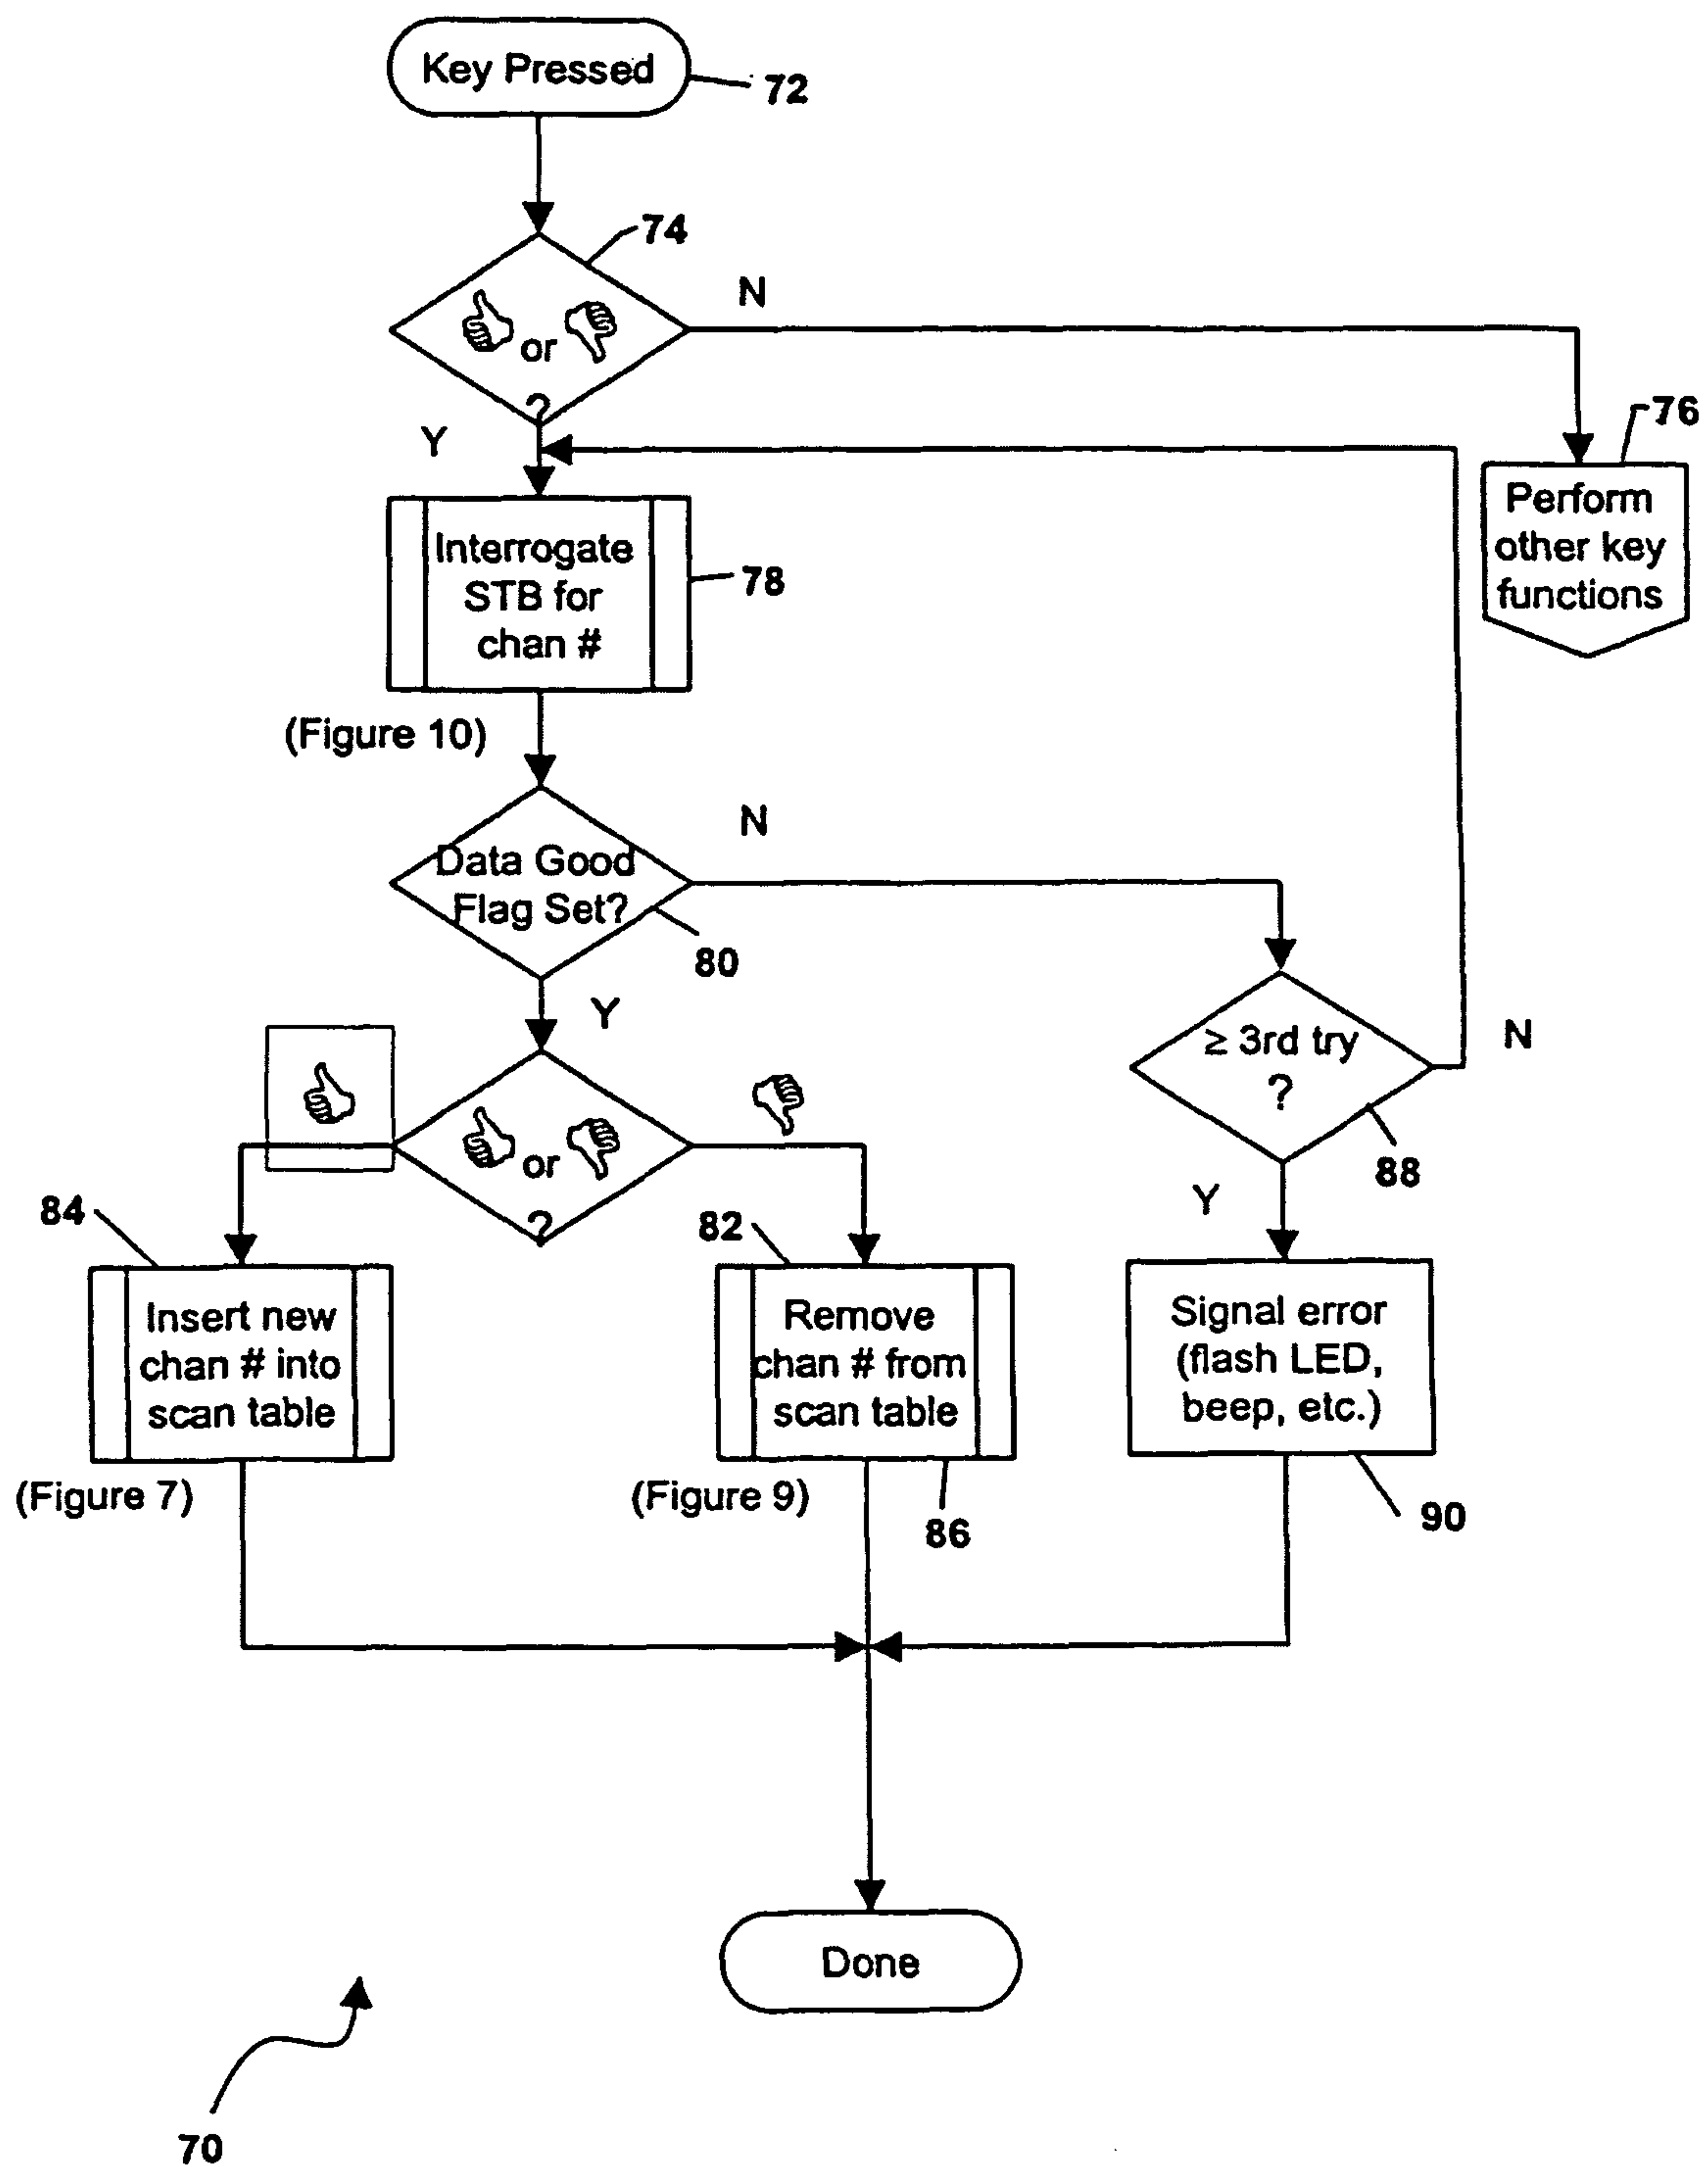 Key Pressed
72
74
N
or
?
Y
76
Perform
other key
functions
Interrogate
STB for
chan #
78
(Figure 10)
N
Data Good
Flag Set?
80
Y
≥ 3rd try
?
N
88
or
?
Y
84
82
Insert new
chan # into
scan table
Remove
chan # from
scan table
Signal error
(flash LED,
beep, etc.)
(Figure 7)
(Figure 9)
86
90
Done
70